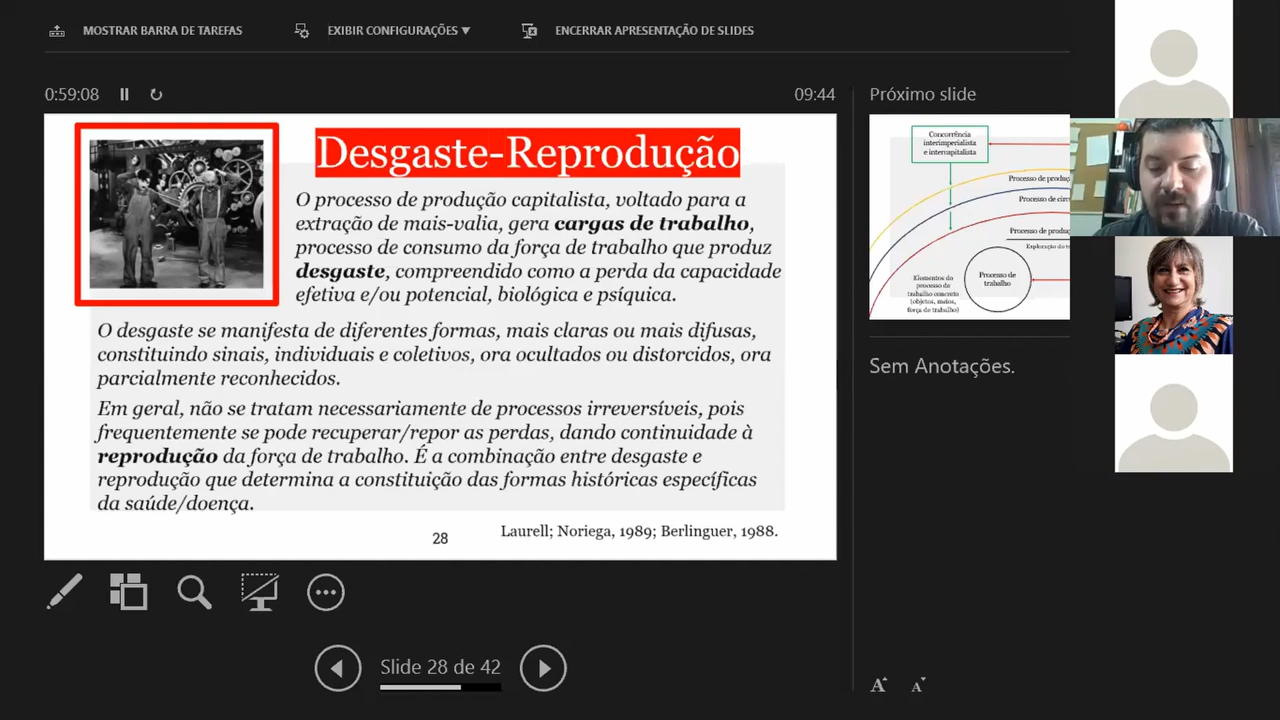 MOSTRAR BARRA DE TAREFAS
EXIBIR CONFIGURAÇÕES ▼
ENCERRAR APRESENTAÇÃO DE SLIDES
0:59:08
09:44
Desgaste-Reprodução
O processo de produção capitalista, voltado para a
extração de mais-valia, gera cargas de trabalho,
processo de consumo da força de trabalho que produz
desgaste, compreendido como a perda da capacidade
efetiva e/ou potencial, biológica e psíquica.
O desgaste se manifesta de diferentes formas, mais claras ou mais difusas,
constituindo sinais, individuais e coletivos, ora ocultados ou distorcidos, ora
parcialmente reconhecidos.
Em geral, não se tratam necessariamente de processos irreversíveis, pois
frequentemente se pode recuperar/repor as perdas, dando continuidade à
reprodução da força de trabalho. É a combinação entre desgaste e
reprodução que determina a constituição das formas históricas específicas
da saúde/doença.
Laurell; Noriega, 1989; Berlinguer, 1988.
28
Slide 28 de 42
Próximo slide
Concorrência
interimperialista
e intercapitalista
Processo de produç
Processo de circ
Processo de produç
Exploração do tr
Elementos do
processo de
trabalho concreto
(objetos, meios,
força de trabalho)
Processo de
trabalho
Sem Anotações.
A A